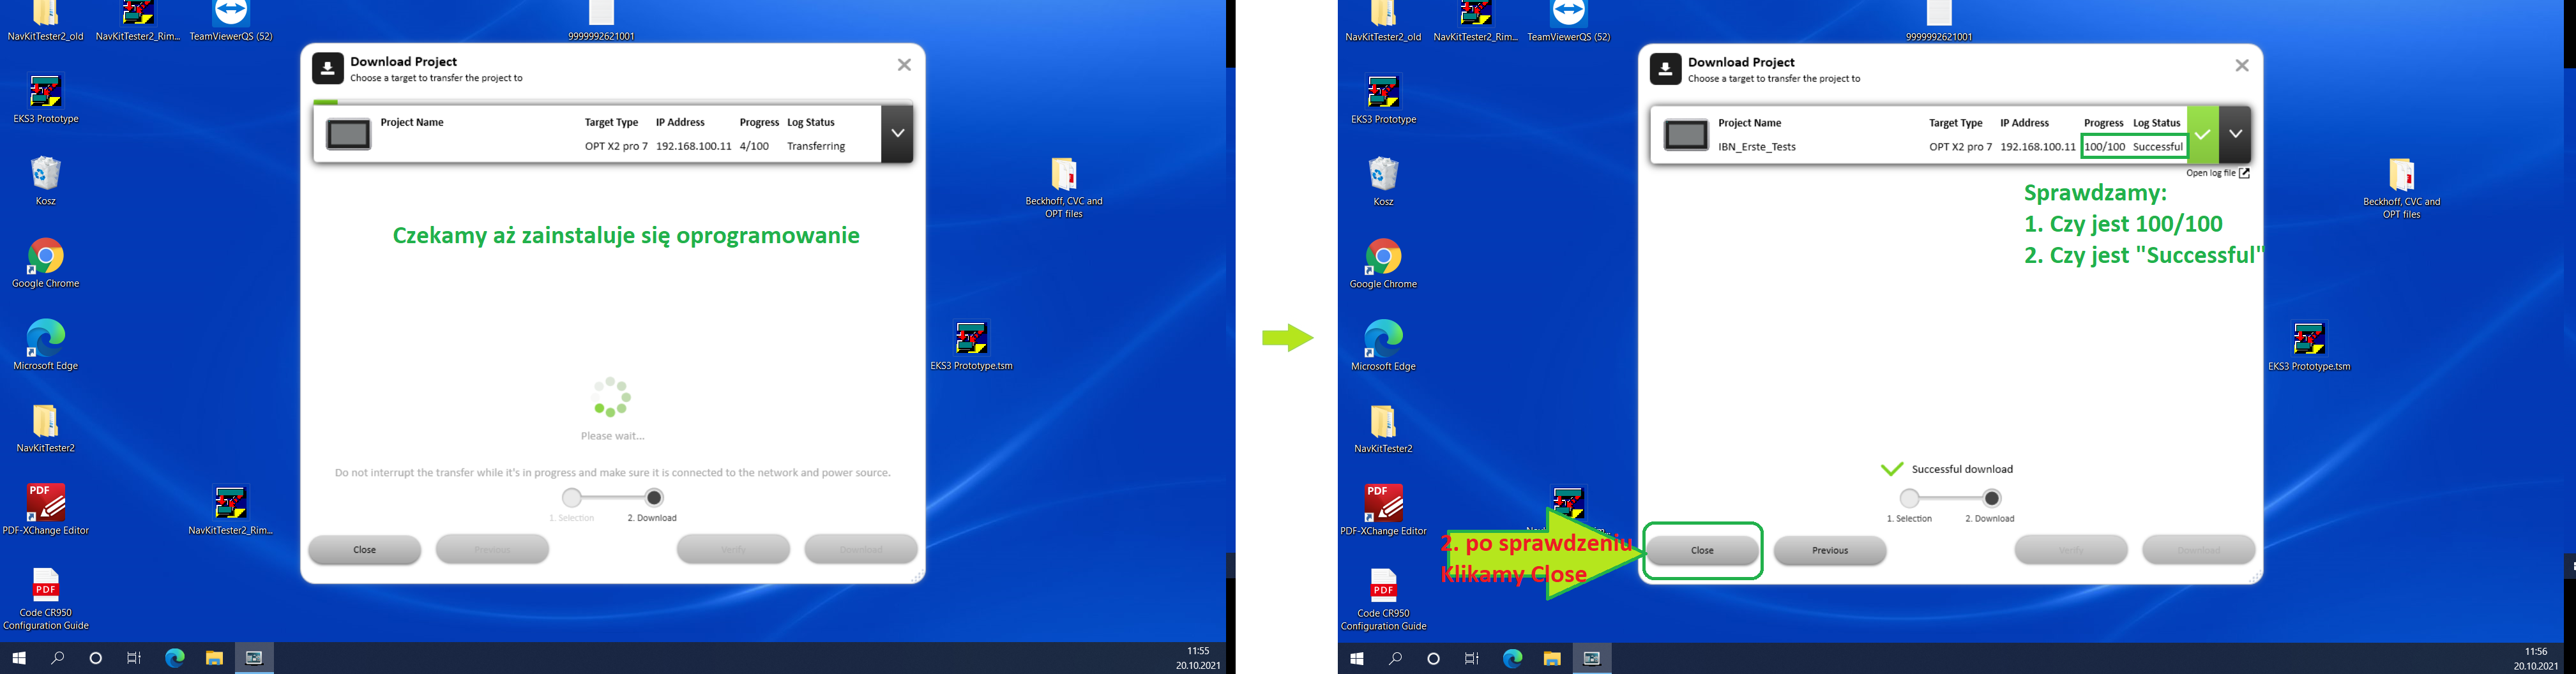 NavKitTester2_old
NavKitTester2_Rim...
TeamViewerQS (52)
9999992621001
Download Project
Choose a target to transfer the project to
Project Name
Target Type
IP Address
Progress
Log Status
OPT X2 pro 7
192.168.100.11
4/100
Transferring
Czekamy aż zainstaluje się oprogramowanie
Please wait...
Do not interrupt the transfer while it's in progress and make sure it is connected to the network and power source.
1. Selection
2. Download
Close
Previous
Verify
Download
EKS3 Prototype
Kosz
Google Chrome
Microsoft Edge
NavKitTester2
PDF
PDF-XChange Editor
NavKitTester2_Rim...
PDF
Code CR950
Configuration Guide
Beckhoff, CVC and
OPT files
EKS3 Prototype.tsm
11:55
20.10.2021
NavKitTester2_old
NavKitTester2_Rim...
TeamViewerQS (52)
9999992621001
Download Project
Choose a target to transfer the project to
Project Name
Target Type
IP Address
Progress
Log Status
IBN_Erste_Tests
OPT X2 pro 7
192.168.100.11
100/100
Successful
Open log file
Sprawdzamy:
1. Czy jest 100/100
2. Czy jest "Successful"
Successful download
1. Selection
2. Download
Close
Previous
Verify
Download
2. po sprawdzeniu
Klikamy Close
EKS3 Prototype
Kosz
Google Chrome
Microsoft Edge
NavKitTester2
PDF
PDF-XChange Editor
PDF
Code CR950
Configuration Guide
Beckhoff, CVC and
OPT files
EKS3 Prototype.tsm
11:56
20.10.2021